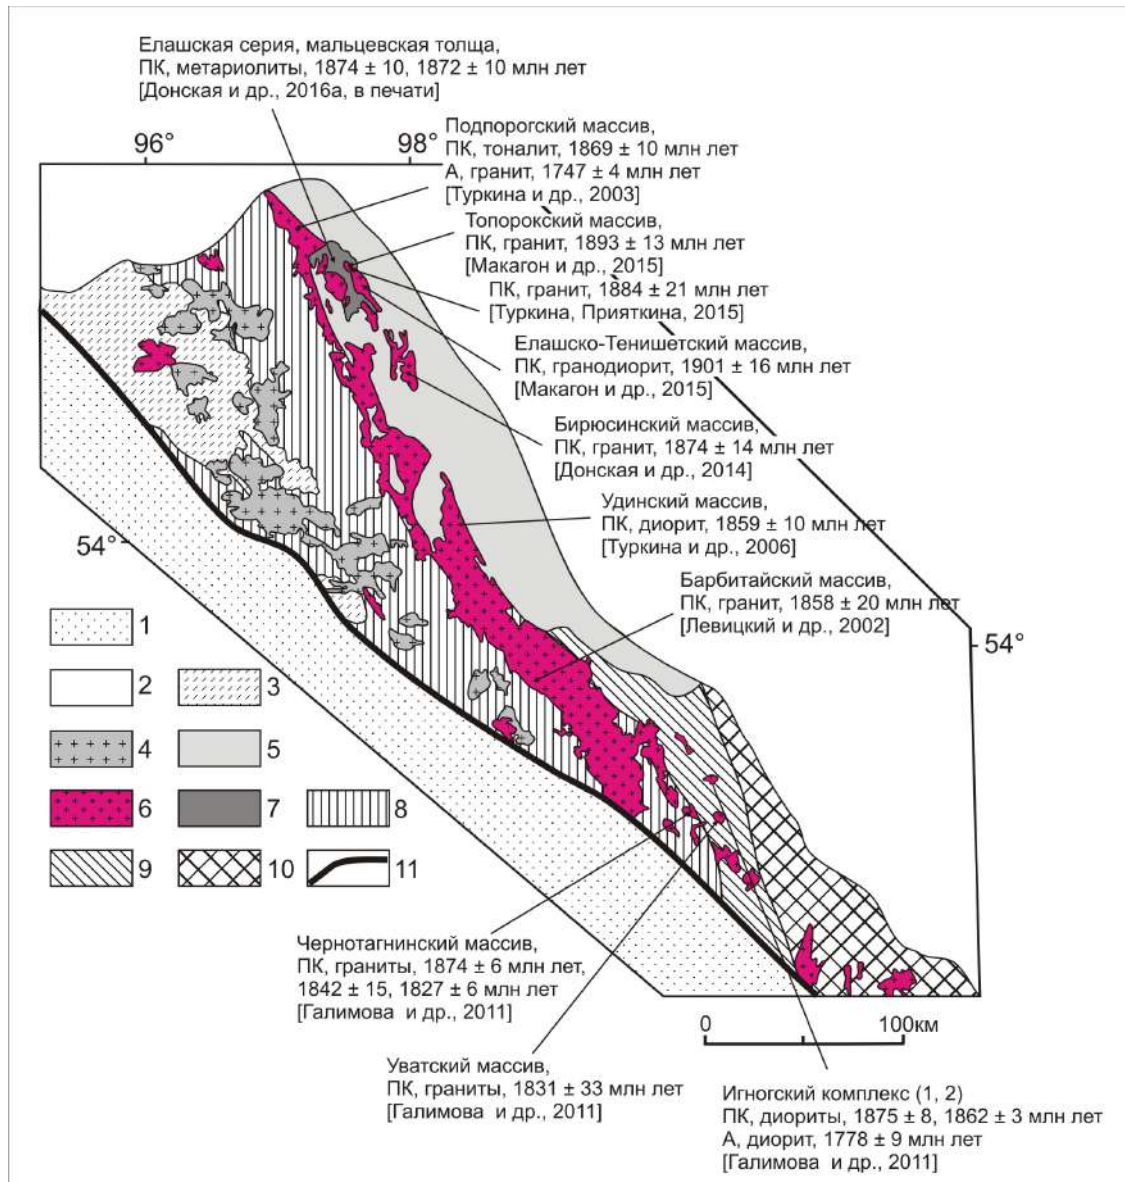 Елашская серия, мальцевская толща,
ПК, метариолиты, 1874 ± 10, 1872 ± 10 млн лет
[Донская и др., 2016а, в печати]
96°
98°
Подпорогский массив,
ПК, тоналит, 1869 ± 10 млн лет
А, гранит, 1747 ± 4 млн лет
[Туркина и др., 2003]
Топорокский массив,
ПК, гранит, 1893 ± 13 млн лет
[Макагон и др., 2015]
ПК, гранит, 1884 ± 21 млн лет
[Туркина, Прияткина, 2015]
Елашско-Тенишетский массив,
ПК, гранодиорит, 1901 ± 16 млн лет
[Макагон и др., 2015]
Бирюсинский массив,
ПК, гранит, 1874 ± 14 млн лет
[Донская и др., 2014]
Удинский массив,
ПК, диорит, 1859 ± 10 млн лет
[Туркина и др., 2006]
54°
Барбитайский массив,
ПК, гранит, 1858 ± 20 млн лет
[Левицкий и др., 2002]
54°
1
2 3
4 5
6 7 8
9 10 11
Чернотагнинский массив,
ПК, граниты, 1874 ± 6 млн лет,
1842 ± 15, 1827 ± 6 млн лет
[Галимова и др., 2011]
0 100км
Уватский массив,
ПК, граниты, 1831 ± 33 млн лет
[Галимова и др., 2011]
Игногский комплекс (1, 2)
ПК, диориты, 1875 ± 8, 1862 ± 3 млн лет
А, диорит, 1778 ± 9 млн лет
[Галимова и др., 2011]